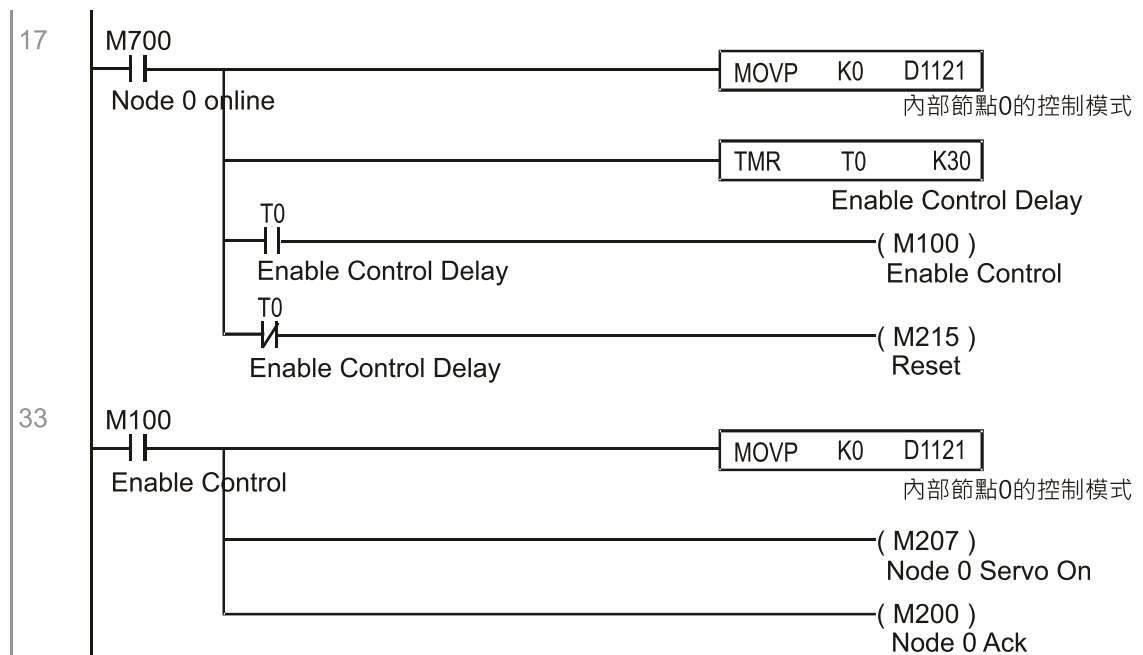 17
M700
MOVP K0 D1121
Node 0 online
內部節點0的控制模式
TMR T0 K30
Enable Control Delay
T0
( M100 )
Enable Control Delay
Enable Control
T0
( M215 )
Enable Control Delay
Reset
33
M100
MOVP K0 D1121
Enable Control
內部節點0的控制模式
( M207 )
Node 0 Servo On
( M200 )
Node 0 Ack